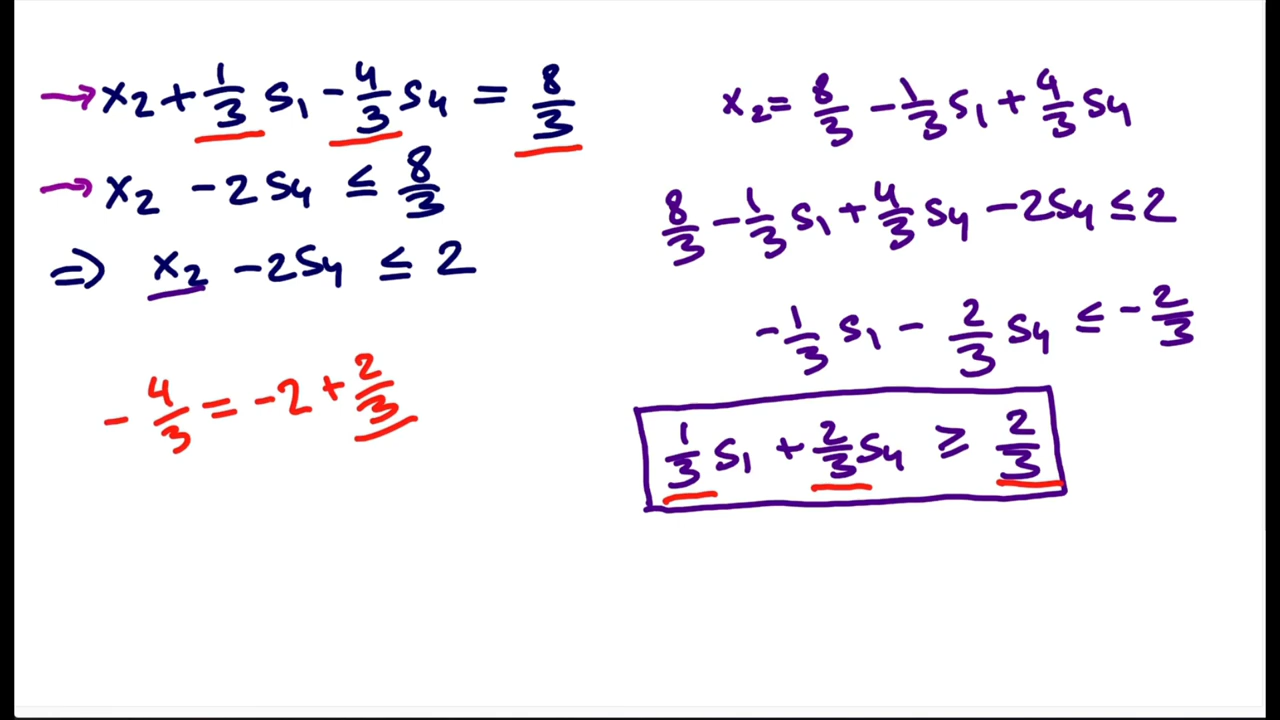 → x₂ + 1/3 s₁ - 4/3 s₄ = 8/3
→ x₂ - 2s₄ ≤ 8/3
⇒ x₂ - 2s₄ ≤ 2
- 4/3 = -2 + 2/3
x₂ = 8/3 - 1/3 s₁ + 4/3 s₄
8/3 - 1/3 s₁ + 4/3 s₄ - 2s₄ ≤ 2
- 1/3 s₁ - 2/3 s₄ ≤ - 2/3
1/3 s₁ + 2/3 s₄ ≥ 2/3